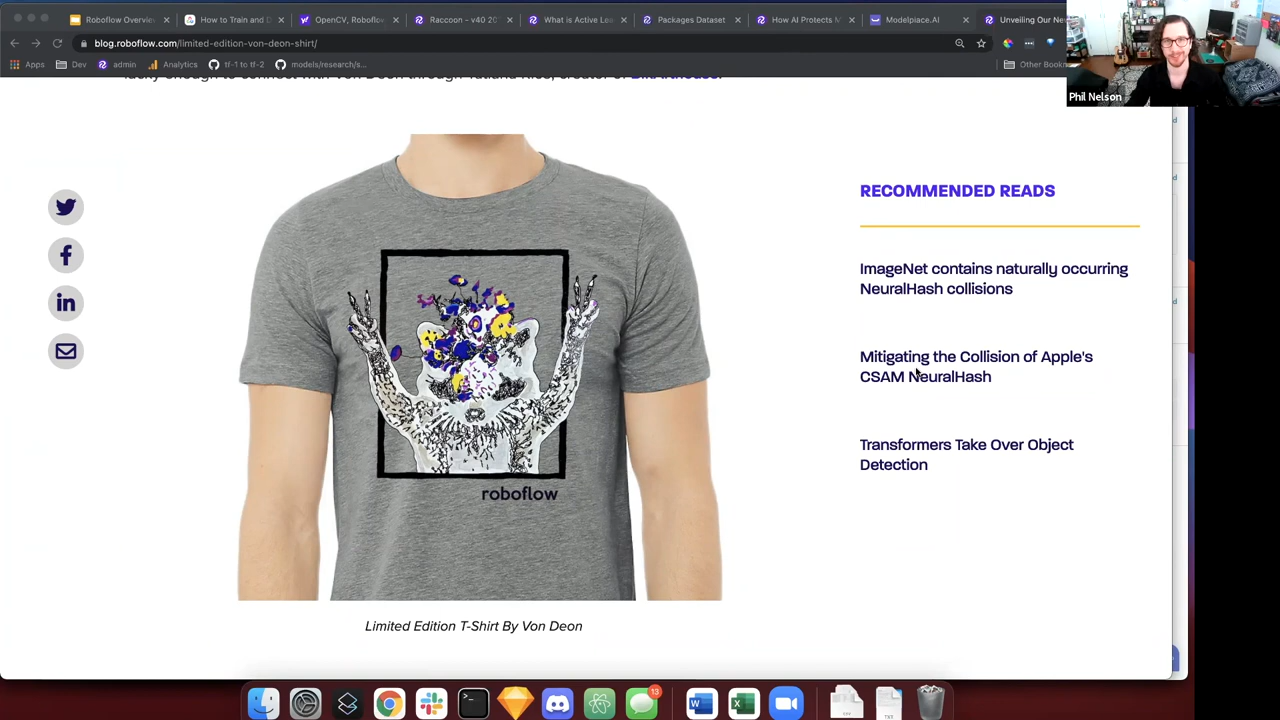 Roboflow Overview
How to Train and D
OpenCV, Roboflow
Raccoon – v40 20
What is Active Lea
Packages Dataset
How AI Protects M
Modelplace.AI
Unveiling Our Ne
blog.roboflow.com/limited-edition-von-deon-shirt/
Apps
Dev
admin
Analytics
tf-1 to tf-2
models/research/s...
Other Book
Phil Nelson
RECOMMENDED READS
ImageNet contains naturally occurring
NeuralHash collisions
Mitigating the Collision of Apple's
CSAM NeuralHash
Transformers Take Over Object
Detection
roboflow
Limited Edition T-Shirt By Von Deon
13